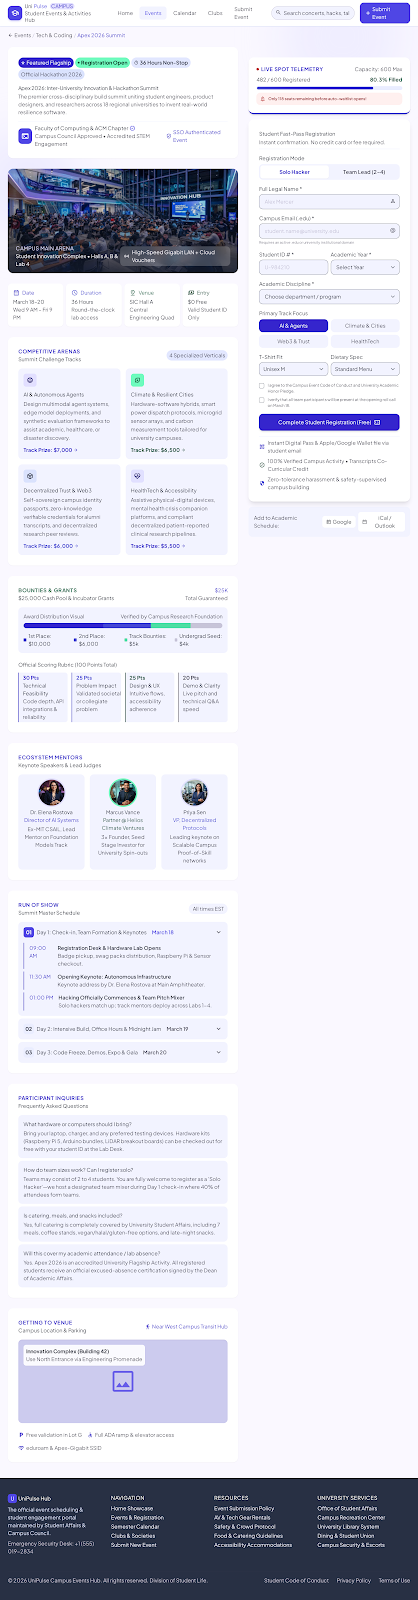 Uni Pulse CAMPUS
Student Events & Activities
Hub
Home
Events
Calendar
Clubs
Submit
Event
Search concerts, hacks, tal
Submit
Event
← Events / Tech & Coding / Apex 2026 Summit
Featured Flagship
• Registration Open
36 Hours Non-Stop
Official Hackathon 2026
Apex 2026: Inter-University Innovation & Hackathon Summit
The premier cross-disciplinary build summit uniting student engineers, product
designers, and researchers across 18 regional universities to invent real-world
resilience software.
Faculty of Computing & ACM Chapter
Campus Council Approved • Accredited STEM
Engagement
SSO Authenticated
Event
INNOVATION HUB
CAMPUS MAIN ARENA
Student Innovation Complex • Halls A, B &
Lab 4
High-Speed Gigabit LAN + Cloud
Vouchers
Date
March 18-20
Wed 9 AM – Fri 9
PM
Duration
36 Hours
Round-the-clock
lab access
Venue
SIC Hall A
Central
Engineering Quad
Entry
$0 Free
Valid Student ID
Only
COMPETITIVE ARENAS
Summit Challenge Tracks
4 Specialized Verticals
AI & Autonomous Agents
Design multimodal agent systems,
edge model deployments, and
synthetic evaluation frameworks to
assist academic, healthcare, or
disaster discovery.
Track Prize: $7,000 →
Climate & Resilient Cities
Hardware-software hybrids, smart
power dispatch protocols, microgrid
sensor arrays, and carbon
measurement tools tailored for
university campuses.
Track Prize: $6,500 →
Decentralized Trust & Web3
Self-sovereign campus identity
passports, zero-knowledge
verifiable credentials for alumni
transcripts, and decentralized
research peer reviews.
Track Prize: $6,000 →
HealthTech & Accessibility
Assistive physical-digital devices,
mental health crisis companion
platforms, and compliant
decentralized patient-reported
clinical research pipelines.
Track Prize: $5,500 →
BOUNTIES & GRANTS
$25,000 Cash Pool & Incubator Grants
$25K
Total Guaranteed
Award Distribution Visual
Verified by Campus Research Foundation
1st Place:
$10,000
2nd Place:
$6,000
Track Bounties:
$5k
Undergrad Seed:
$4k
Official Scoring Rubric (100 Points Total)
30 Pts
Technical
Feasibility
Code depth, API
integrations &
reliability
25 Pts
Problem Impact
Validated societal
or collegiate
problem
25 Pts
Design & UX
Intuitive flows,
accessibility
adherence
20 Pts
Demo & Clarity
Live pitch and
technical Q&A
speed
ECOSYSTEM MENTORS
Keynote Speakers & Lead Judges
Dr. Elena Rostova
Director of AI Systems
Ex-MIT CSAIL, Lead
Mentor on Foundation
Models Track
Marcus Vance
Partner @ Helios
Climate Ventures
3x Founder, Seed
Stage Investor for
University Spin-outs
Priya Sen
VP, Decentralized
Protocols
Leading keynote on
Scalable Campus
Proof-of-Skill
networks
RUN OF SHOW
Summit Master Schedule
All times EST
01 Day 1: Check-in, Team Formation & Keynotes March 18
09:00
AM
Registration Desk & Hardware Lab Opens
Badge pickup, swag packs distribution, Raspberry Pi & Sensor
checkout.
11:30 AM
Opening Keynote: Autonomous Infrastructure
Keynote address by Dr. Elena Rostova at Main Amphitheater.
01:00 PM
Hacking Officially Commences & Team Pitch Mixer
Solo hackers match up; track mentors deploy across Labs 1-4.
02 Day 2: Intensive Build, Office Hours & Midnight Jam March 19
03 Day 3: Code Freeze, Demos, Expo & Gala March 20
PARTICIPANT INQUIRIES
Frequently Asked Questions
What hardware or computers should I bring?
Bring your laptop, charger, and any preferred testing devices. Hardware kits
(Raspberry Pi 5, Arduino bundles, LIDAR breakout boards) can be checked out for
free with your student ID at the Lab Desk.
How do team sizes work? Can I register solo?
Teams may consist of 2 to 4 students. You are fully welcome to register as a 'Solo
Hacker'—we host a designated team mixer during Day 1 check-in where 40% of
attendees form teams.
Is catering, meals, and snacks included?
Yes, full catering is completely covered by University Student Affairs, including 7
meals, coffee stands, vegan/halal/gluten-free options, and late-night snacks.
Will this cover my academic attendance / lab absence?
Yes. Apex 2026 is an accredited University Flagship Activity. All registered
students receive an official excused-absence certification signed by the Dean
of Academic Affairs.
GETTING TO VENUE
Campus Location & Parking
Near West Campus Transit Hub
Innovation Complex (Building 42)
Use North Entrance via Engineering Promenade
Free validation in Lot G
Full ADA ramp & elevator access
eduroam & Apex-Gigabit SSID
LIVE SPOT TELEMETRY
Capacity: 600 Max
482 / 600 Registered
80.3% Filled
Only 118 seats remaining before auto-waitlist opens!
Student Fast-Pass Registration
Instant confirmation. No credit card or fee required.
Registration Mode
Solo Hacker
Team Lead (2-4)
Full Legal Name *
Alex Mercer
Campus Email (.edu) *
student.name@university.edu
Requires an active .edu or university institutional domain.
Student ID # *
Academic Year *
Select Year
Academic Discipline *
Choose department / program
Primary Track Focus
AI & Agents
Climate & Cities
Web3 & Trust
HealthTech
T-Shirt Fit
Unisex M
Dietary Spec
Standard Menu
I agree to the Campus Event Code of Conduct and University Academic
Honor Pledge.
Complete Student Registration (Free)
Instant Digital Pass & Apple/Google Wallet file via
student email
100% Verified Campus Activity • Transcripts Co-
Curricular Credit
Zero-tolerance harassment & safety-supervised
campus building
Add to Academic
Schedule:
Google
iCal /
Outlook
UniPulse Hub
The official event scheduling &
student engagement portal
maintained by Student Affairs &
Campus Council.
Emergency Security Desk: +1 (555)
019-2834
NAVIGATION
Home Showcase
Events & Registration
Semester Calendar
Clubs & Societies
Submit New Event
RESOURCES
Event Submission Policy
AV & Tech Gear Rentals
Safety & Crowd Protocol
Food & Catering Guidelines
Accessibility Accommodations
UNIVERSITY SERVICES
Office of Student Affairs
Campus Recreation Center
University Library System
Dining & Student Union
Campus Security & Escorts
© 2026 UniPulse Campus Events Hub. All rights reserved. Division of Student Life.
Student Code of Conduct
Privacy Policy
Terms of Use